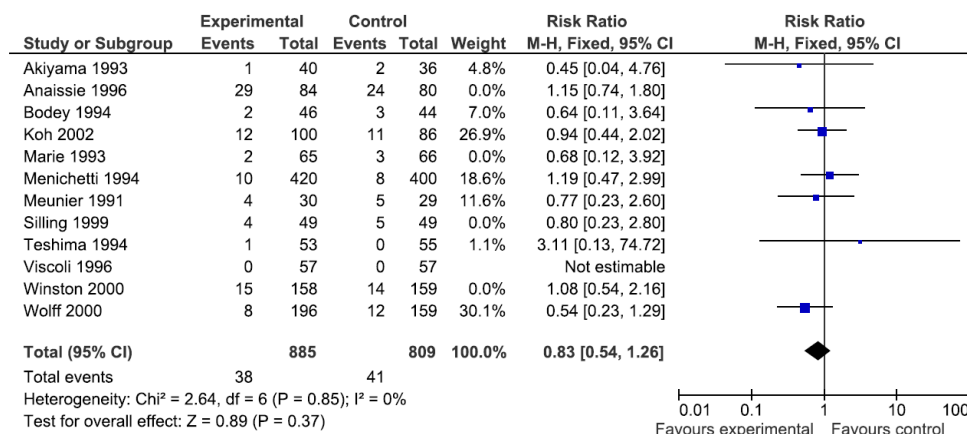 Experimental Control Risk Ratio Risk Ratio
Study or Subgroup Events Total Events Total Weight M-H, Fixed, 95% CI M-H, Fixed, 95% CI
Akiyama 1993 1 40 2 36 4.8% 0.45 [0.04, 4.76]
Anaissie 1996 29 84 24 80 0.0% 1.15 [0.74, 1.80]
Bodey 1994 2 46 3 44 7.0% 0.64 [0.11, 3.64]
Koh 2002 12 100 11 86 26.9% 0.94 [0.44, 2.02]
Marie 1993 2 65 3 66 0.0% 0.68 [0.12, 3.92]
Menichetti 1994 10 420 8 400 18.6% 1.19 [0.47, 2.99]
Meunier 1991 4 30 5 29 11.6% 0.77 [0.23, 2.60]
Silling 1999 4 49 5 49 0.0% 0.80 [0.23, 2.80]
Teshima 1994 1 53 0 55 1.1% 3.11 [0.13, 74.72]
Viscoli 1996 0 57 0 57 Not estimable
Winston 2000 15 158 14 159 0.0% 1.08 [0.54, 2.16]
Wolff 2000 8 196 12 159 30.1% 0.54 [0.23, 1.29]
Total (95% CI) 885 809 100.0% 0.83 [0.54, 1.26]
Total events 38 41
Heterogeneity: Chi² = 2.64, df = 6 (P = 0.85); I² = 0%
Test for overall effect: Z = 0.89 (P = 0.37)
0.01 0.1 1 10 100
Favours experimental Favours control